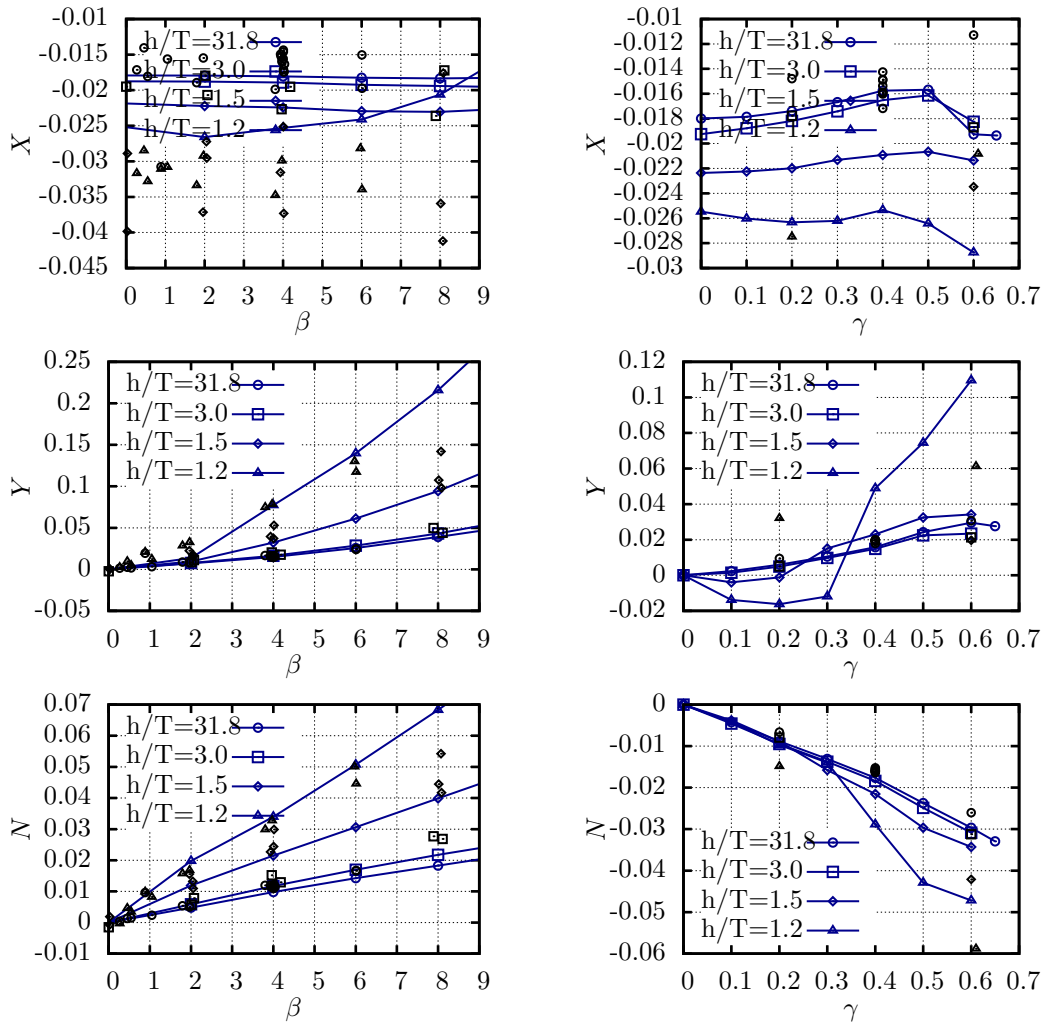 -0.01
-0.015
-0.02
-0.025
-0.03
-0.035
-0.04
-0.045
X
h/T=31.8
h/T=3.0
h/T=1.5
h/T=1.2
0 1 2 3 4 5 6 7 8 9
β
-0.01
-0.012
-0.014
-0.016
-0.018
-0.02
-0.022
-0.024
-0.026
-0.028
-0.03
X
h/T=31.8
h/T=3.0
h/T=1.5
h/T=1.2
0 0.1 0.2 0.3 0.4 0.5 0.6 0.7
γ
0.25
0.2
0.15
0.1
0.05
0
-0.05
Y
h/T=31.8
h/T=3.0
h/T=1.5
h/T=1.2
0 1 2 3 4 5 6 7 8 9
β
0.12
0.1
0.08
0.06
0.04
0.02
0
-0.02
Y
h/T=31.8
h/T=3.0
h/T=1.5
h/T=1.2
0 0.1 0.2 0.3 0.4 0.5 0.6 0.7
γ
0.07
0.06
0.05
0.04
0.03
0.02
0.01
0
-0.01
N
h/T=31.8
h/T=3.0
h/T=1.5
h/T=1.2
0 1 2 3 4 5 6 7 8 9
β
0
-0.01
-0.02
-0.03
-0.04
-0.05
-0.06
N
h/T=31.8
h/T=3.0
h/T=1.5
h/T=1.2
0 0.1 0.2 0.3 0.4 0.5 0.6 0.7
γ